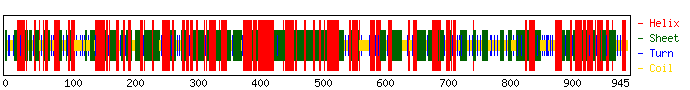 – Helix
– Sheet
– Turn
– Coil
0 100 200 300 400 500 600 700 800 900 945